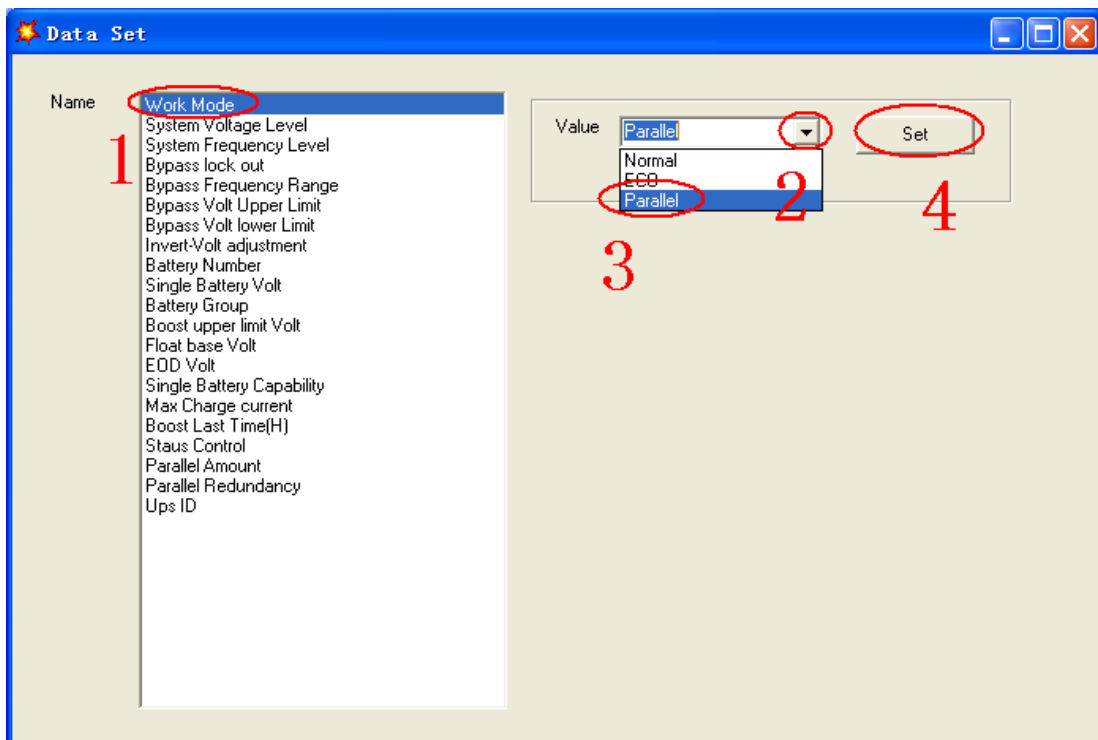 Data Set
Name
Work Mode
System Voltage Level
System Frequency Level
Bypass lock out
Bypass Frequency Range
Bypass Volt Upper Limit
Bypass Volt lower Limit
Invert-Volt adjustment
Battery Number
Single Battery Volt
Battery Group
Boost upper limit Volt
Float base Volt
EOD Volt
Single Battery Capability
Max Charge current
Boost Last Time(H)
Staus Control
Parallel Amount
Parallel Redundancy
Ups ID
1
Value
Parallel
Normal
ECO
Parallel
2
3
Set
4